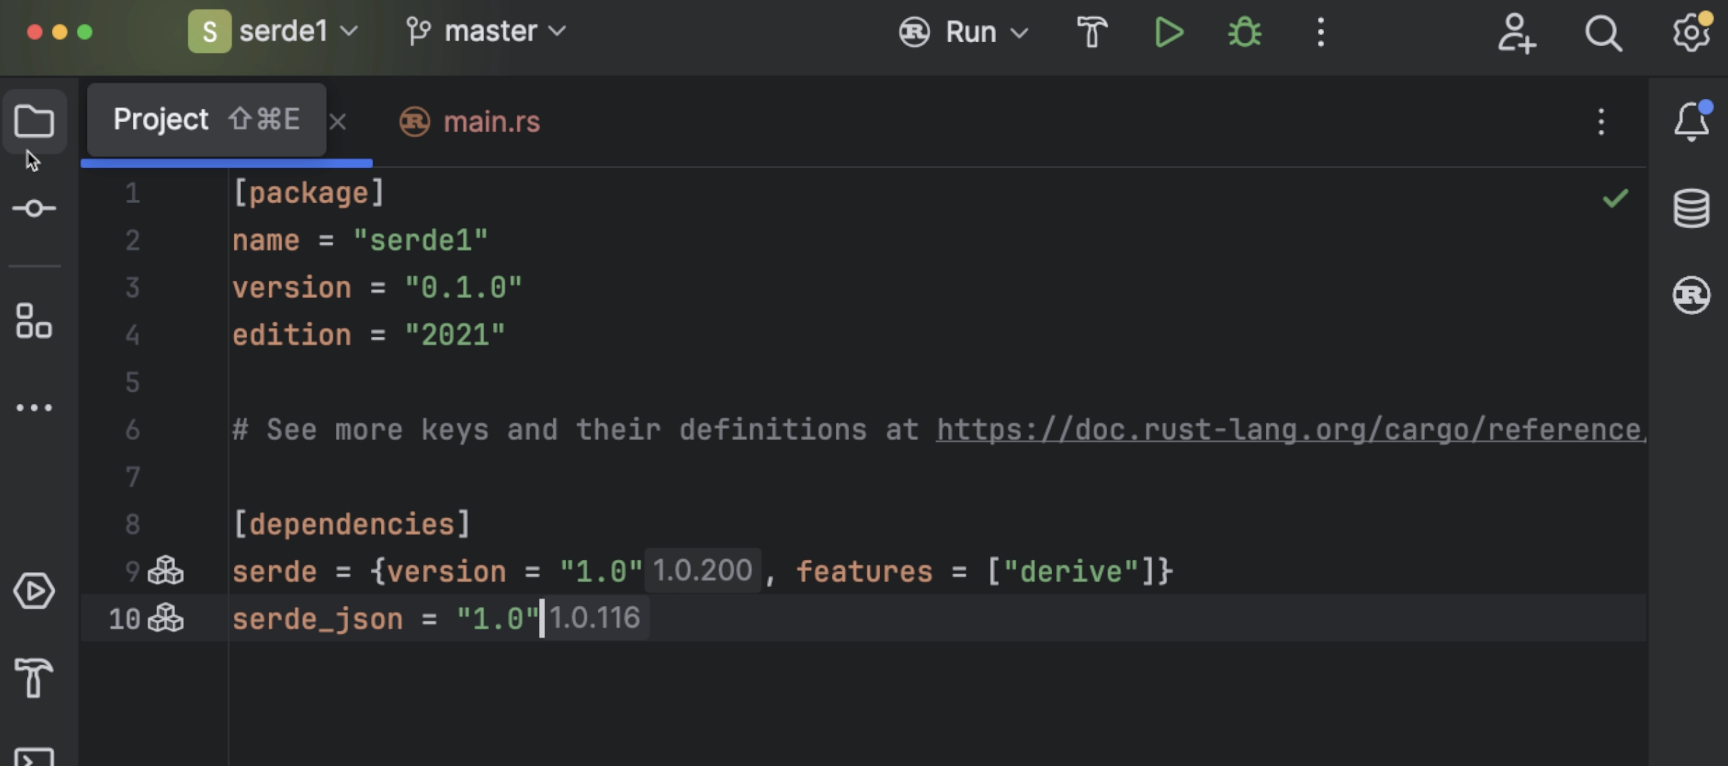 S serde1 master Run
Project ⇧⌘E main.rs
1 [package]
2 name = "serde1"
3 version = "0.1.0"
4 edition = "2021"
5
6 # See more keys and their definitions at https://doc.rust-lang.org/cargo/reference/
7
8 [dependencies]
9 serde = {version = "1.0" 1.0.200 , features = ["derive"]}
10 serde_json = "1.0" 1.0.116